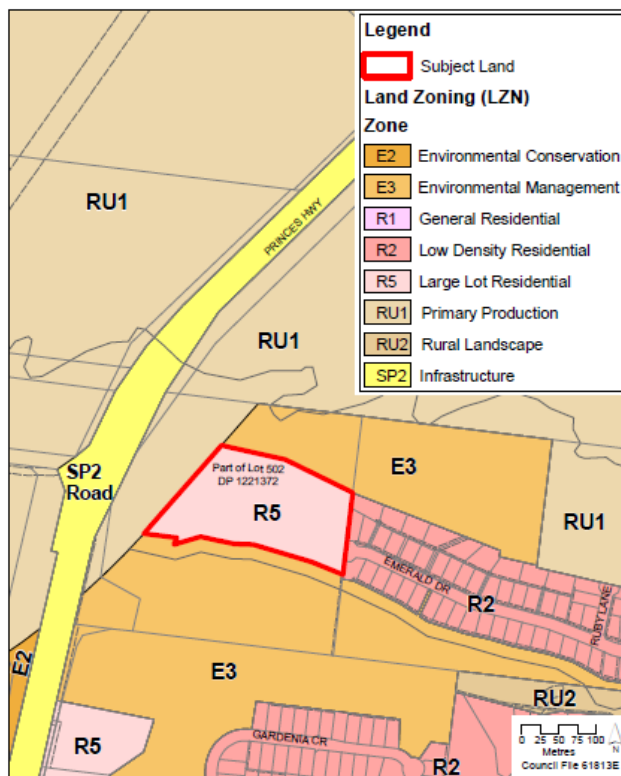 Legend
Subject Land
Land Zoning (LZN)
Zone
E2 Environmental Conservation
E3 Environmental Management
R1 General Residential
R2 Low Density Residential
R5 Large Lot Residential
RU1 Primary Production
RU2 Rural Landscape
SP2 Infrastructure
RU1
PRINCES HWY
RU1
SP2
Road
Part of Lot 502
DP 1221372
R5
E3
RU1
EMERALD DR
R2
RUBY LANE
E2
E3
RU2
R5
GARDENIA CR
R2
0 25 50 75 100
Metres
N
Council File 61813E